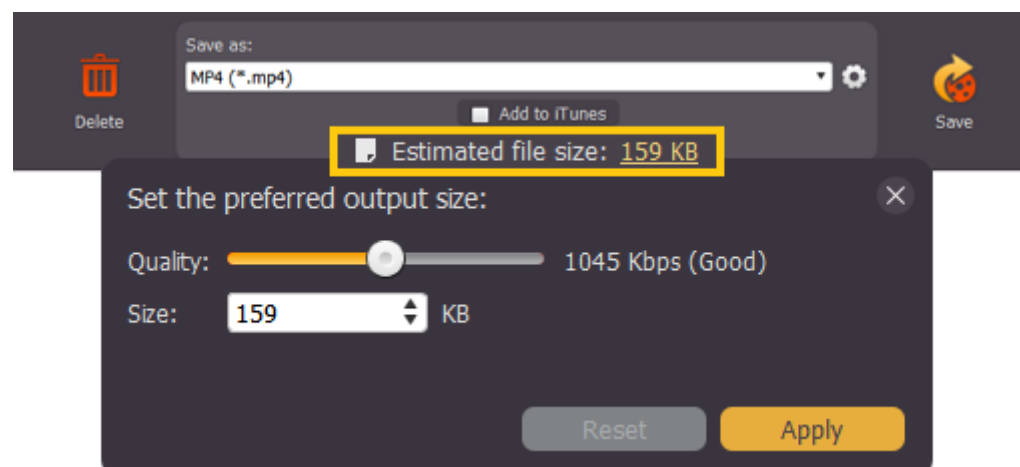 Save as:
MP4 (*.mp4)
Delete
Add to iTunes
Save
Estimated file size: 159 KB
Set the preferred output size:
Quality: 1045 Kbps (Good)
Size: 159 KB
Reset Apply